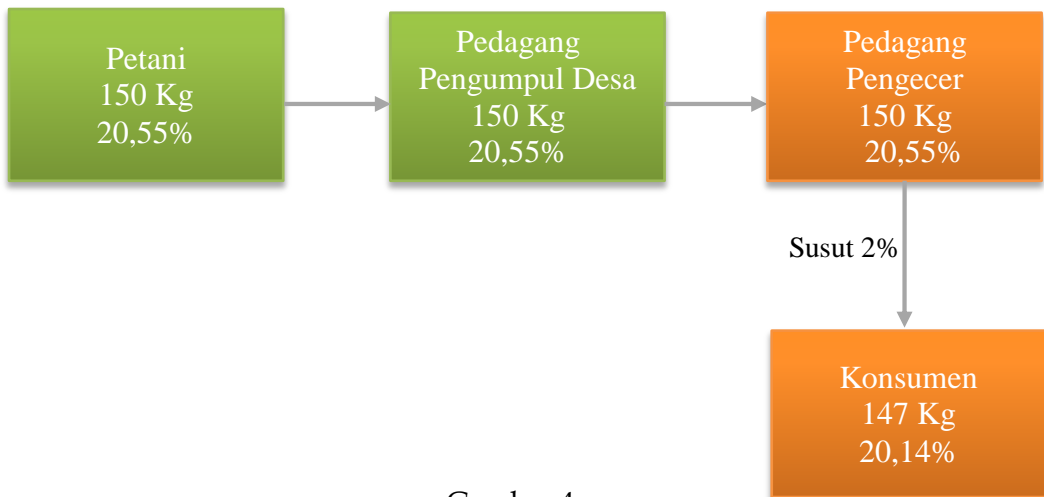 Petani
150 Kg
20,55%
Pedagang
Pengumpul Desa
150 Kg
20,55%
Pedagang
Pengecer
150 Kg
20,55%
Susut 2%
Konsumen
147 Kg
20,14%